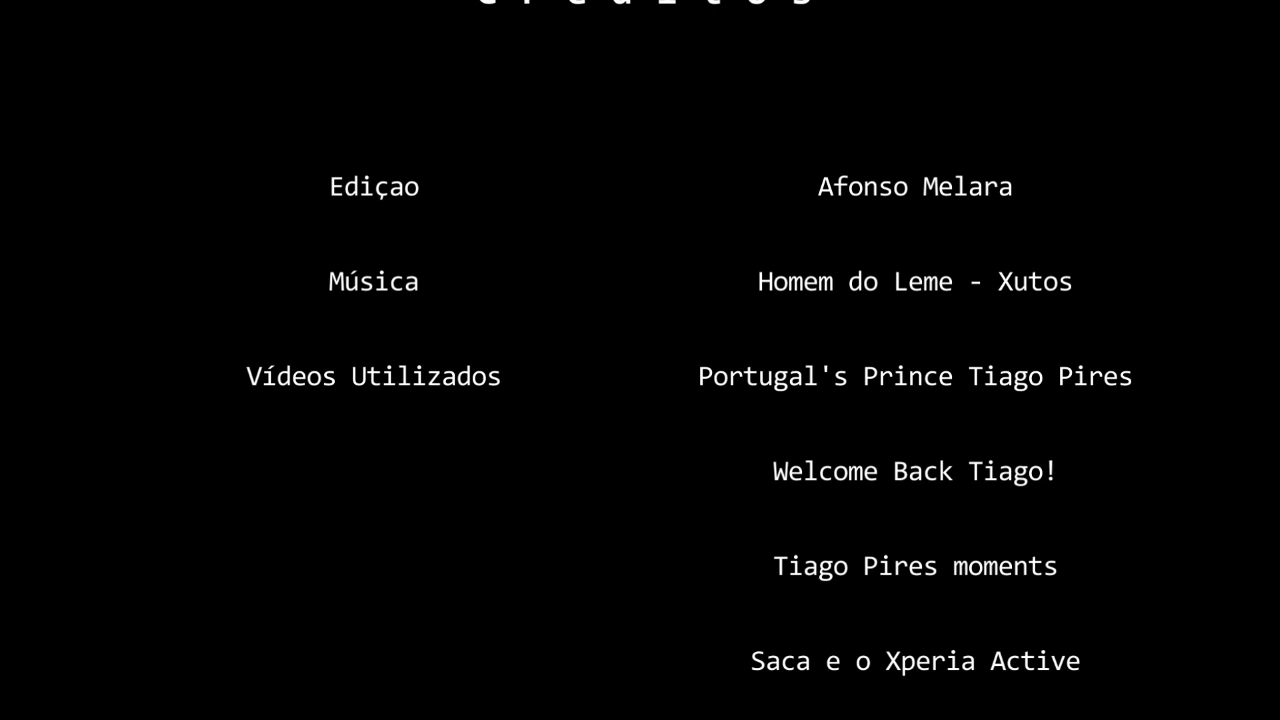 Ediçao Afonso Melara
Música Homem do Leme - Xutos
Vídeos Utilizados Portugal's Prince Tiago Pires
Welcome Back Tiago!
Tiago Pires moments
Saca e o Xperia Active